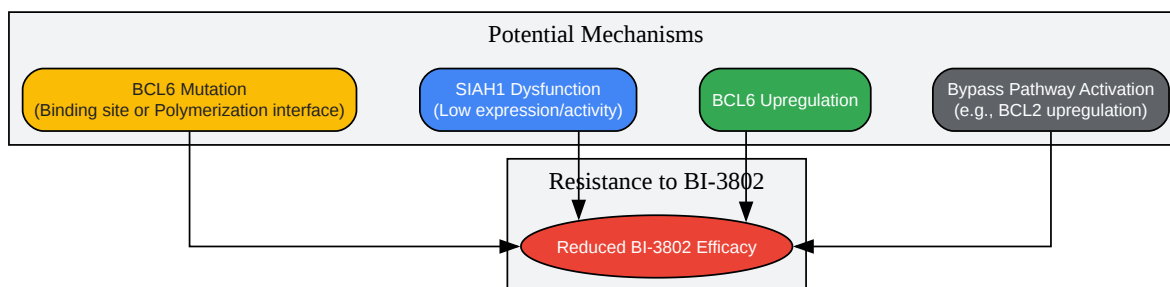 Potential Mechanisms
BCL6 Mutation
(Binding site or Polymerization interface)
SIAH1 Dysfunction
(Low expression/activity)
BCL6 Upregulation
Bypass Pathway Activation
(e.g., BCL2 upregulation)
Resistance to BI-3802
Reduced BI-3802 Efficacy